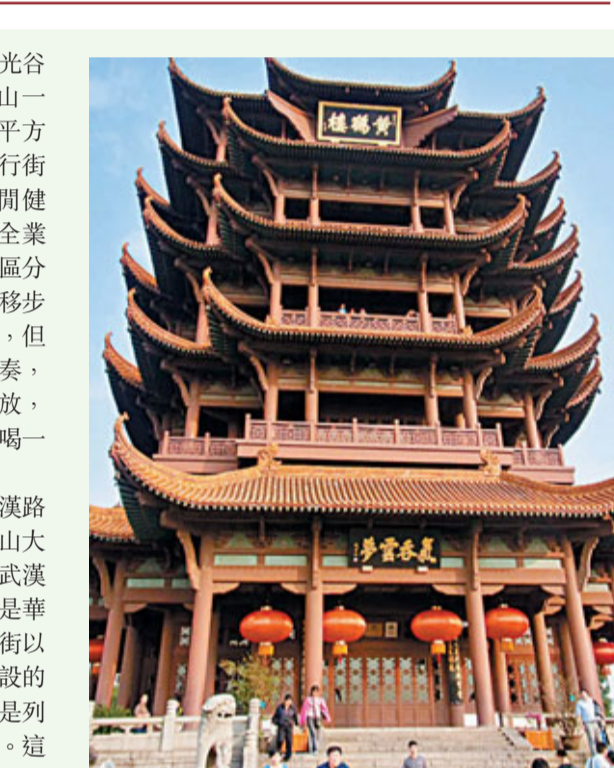 光谷
山一
平方
行街
閒健
全業
區分
移步
，但
奏，
放，
喝一
漢路
山大
武漢
是華
街以
設的
是列
。這
黃鶴樓
氣吞雲夢